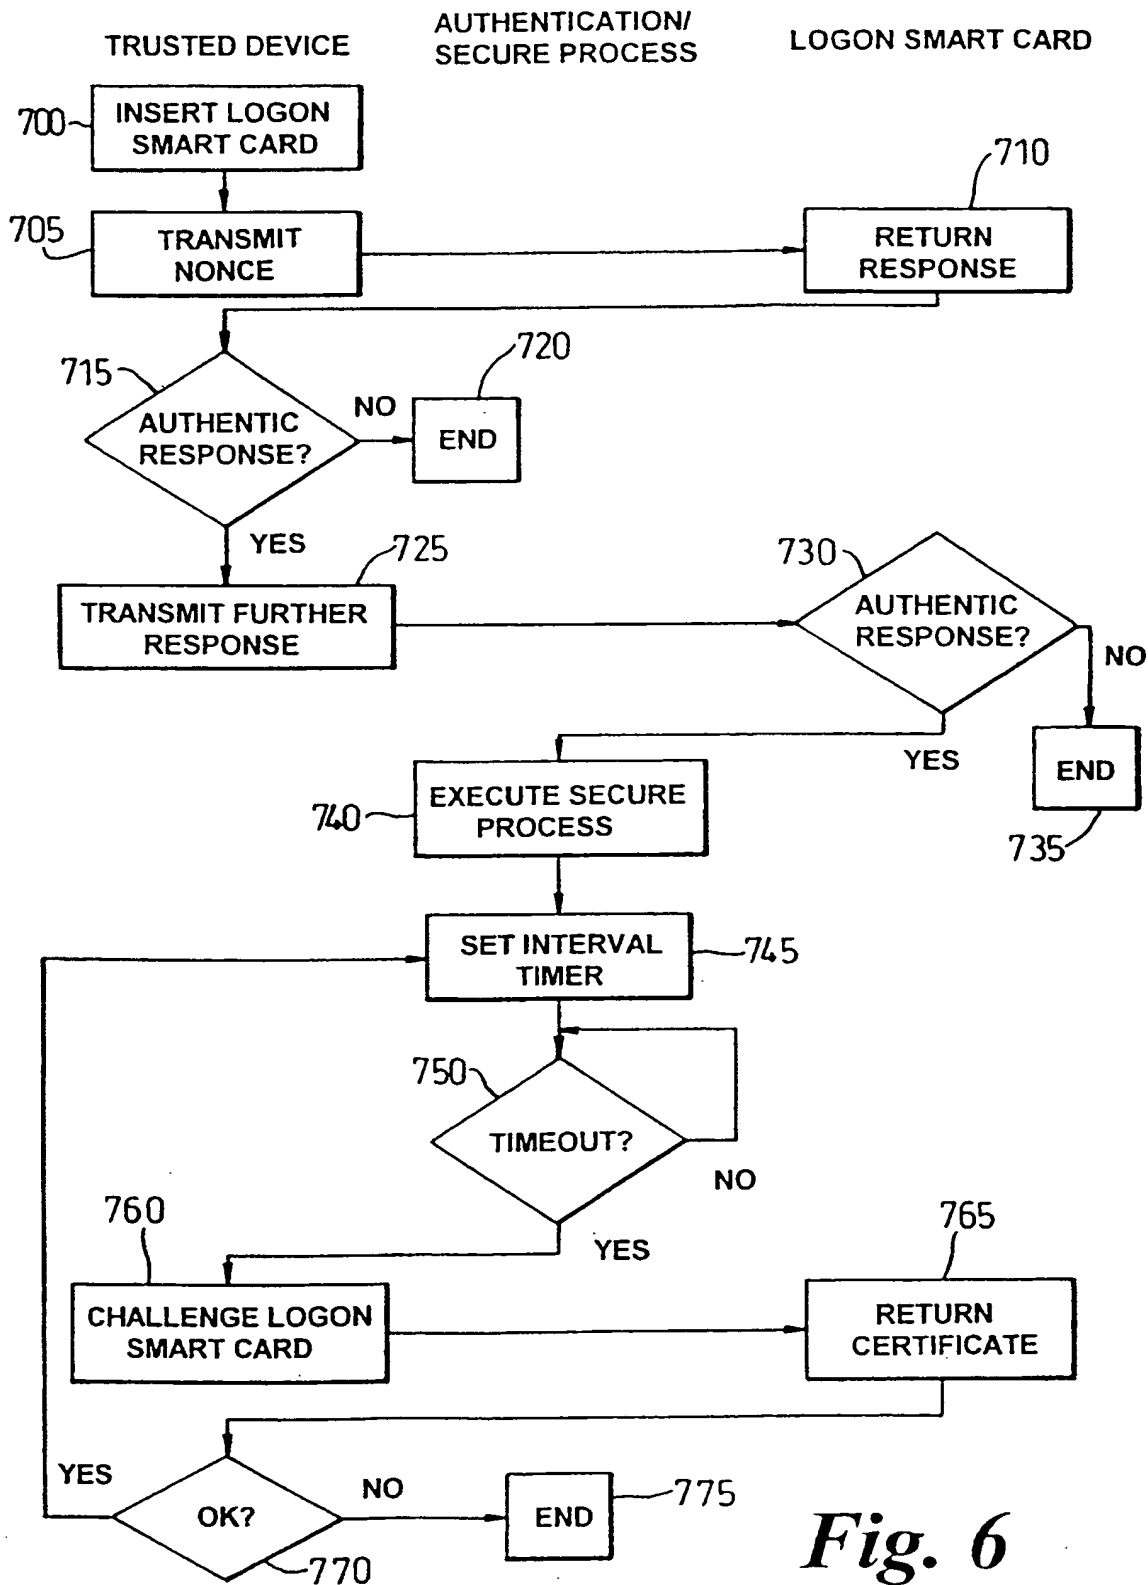 TRUSTED DEVICE
AUTHENTICATION/
SECURE PROCESS
LOGON SMART CARD
700
INSERT LOGON
SMART CARD
705
TRANSMIT
NONCE
710
RETURN
RESPONSE
715
AUTHENTIC
RESPONSE?
NO
720
END
YES
725
TRANSMIT FURTHER
RESPONSE
730
AUTHENTIC
RESPONSE?
NO
YES
END
735
740
EXECUTE SECURE
PROCESS
SET INTERVAL
TIMER
745
750
TIMEOUT?
NO
YES
760
CHALLENGE LOGON
SMART CARD
765
RETURN
CERTIFICATE
YES
OK?
NO
770
END
775
Fig. 6